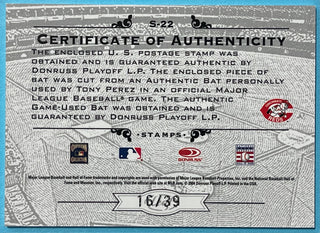 S-22
Certificate of Authenticity
The enclosed U. S. postage stamp was
obtained and is guaranteed authentic by
Donruss Playoff L.P. The enclosed piece of
bat was cut from an Authentic Bat personally
used by Tony Perez in an official Major
League Baseball® game. The authentic
Game-Used Bat was obtained and is
guaranteed by Donruss Playoff L.P.
REDS
STAMPS
DONRUSS
16/39